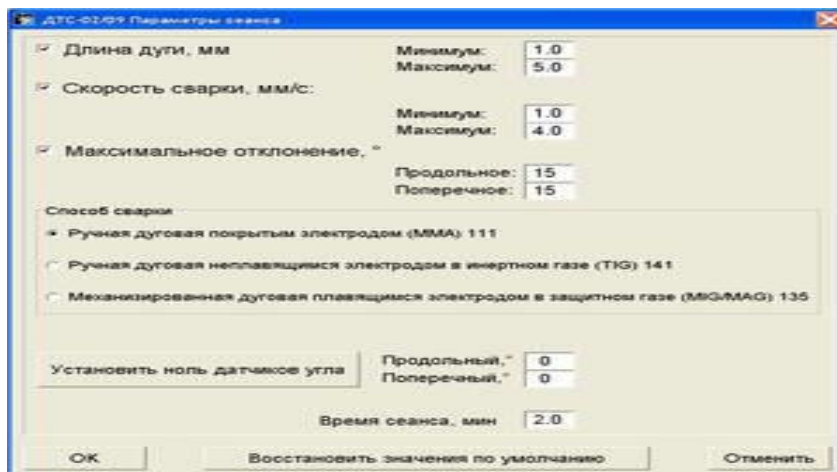 ДТС-02/09 Параметры сеанса
Длина дуги, мм
Минимум: 1.0
Максимум: 5.0
Скорость сварки, мм/с:
Минимум: 1.0
Максимум: 4.0
Максимальное отклонение, °
Продольное: 15
Поперечное: 15
Способ сварки
Ручная дуговая покрытым электродом (MMA) 111
Ручная дуговая неплавящимся электродом в инертном газе (TIG) 141
Механизированная дуговая плавящимся электродом в защитном газе (MIG/MAG) 135
Установить ноль датчиков угла
Продольный,° 0
Поперечный,° 0
Время сеанса, мин 2.0
OK Восстановить значения по умолчанию Отменить